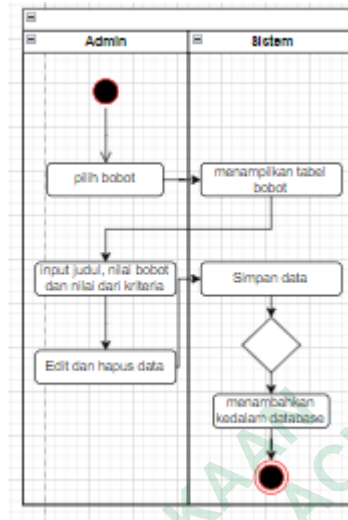 Admin
Sistem
pilih bobot
menampilkan tabel
bobot
input judul, nilai bobot
dan nilai dari kriteria
Simpan data
Edit dan hapus data
menambahkan
kedalam database
KAAN